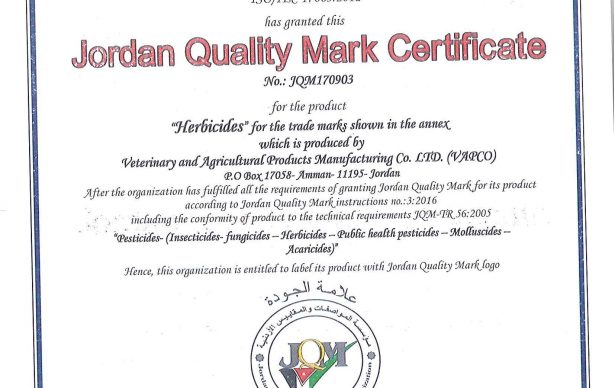 has granted this
Jordan Quality Mark Certificate
No.: JQM170903
for the product
"Herbicides" for the trade marks shown in the annex
which is produced by
Veterinary and Agricultural Products Manufacturing Co. LTD. (VAPCO)
P.O Box 17058- Amman- 11195- Jordan
After the organization has fulfilled all the requirements of granting Jordan Quality Mark for its product
according to Jordan Quality Mark instructions no.:3:2016
including the conformity of product to the technical requirements JQM-TR 56:2005
"Pesticides- (Insecticides- fungicides – Herbicides – Public health pesticides – Molluscides –
Acaricides)"
Hence, this organization is entitled to label its product with Jordan Quality Mark logo
علامة الجودة
مؤسسة المواصفات والمقاييس الأردنية
JQM